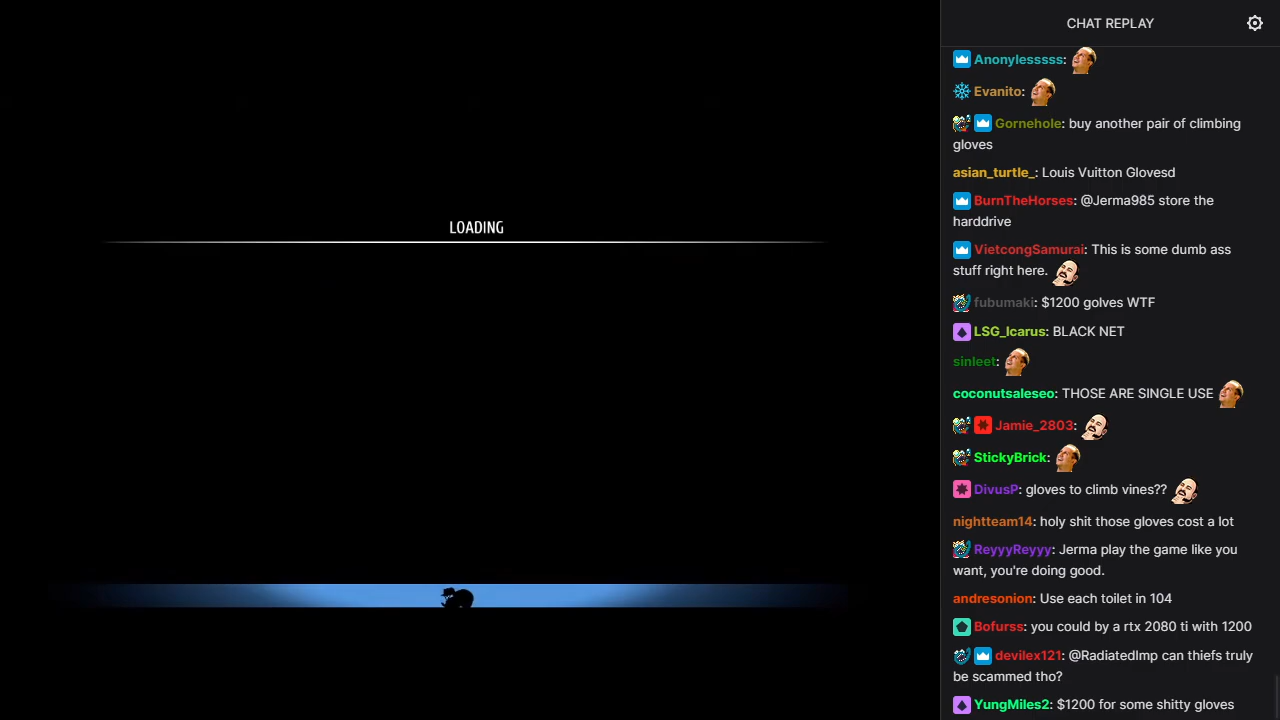 LOADING
CHAT REPLAY
Anonylesssss:
Evanito:
Gornehole: buy another pair of climbing
gloves
asian_turtle_: Louis Vuitton Glovesd
BurnTheHorses: @Jerma985 store the
harddrive
VietcongSamurai: This is some dumb ass
stuff right here.
fubumaki: $1200 golves WTF
LSG_Icarus: BLACK NET
sinleet:
coconutsaleseo: THOSE ARE SINGLE USE
Jamie_2803:
StickyBrick:
DivusP: gloves to climb vines??
nightteam14: holy shit those gloves cost a lot
ReyyyReyyy: Jerma play the game like you
want, you're doing good.
andresonion: Use each toilet in 104
Bofurss: you could by a rtx 2080 ti with 1200
devilex121: @RadiatedImp can thiefs truly
be scammed tho?
YungMiles2: $1200 for some shitty gloves